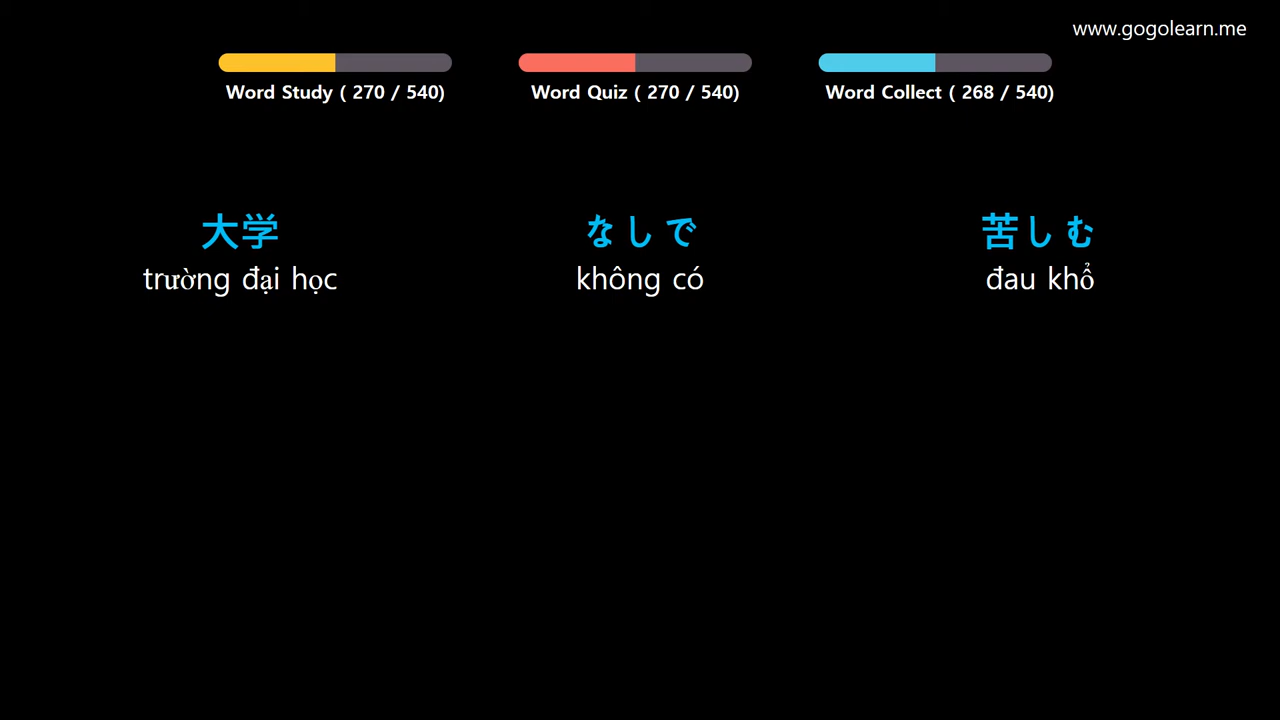 www.gogolearn.me
Word Study ( 270 / 540)
Word Quiz ( 270 / 540)
Word Collect ( 268 / 540)
大学
trường đại học
なしで
không có
苦しむ
đau khổ